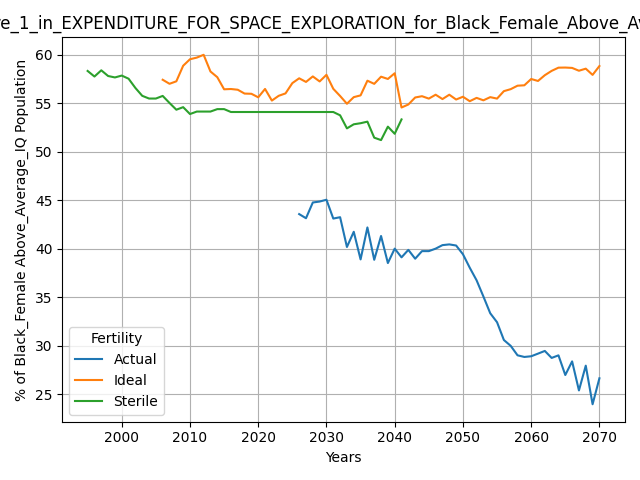 re_1_in_EXPENDITURE_FOR_SPACE_EXPLORATION_for_Black_Female_Above_Av
% of Black_Female Above_Average_IQ Population
60
55
50
45
40
35
30
25
Fertility
Actual
Ideal
Sterile
2000 2010 2020 2030 2040 2050 2060 2070
Years